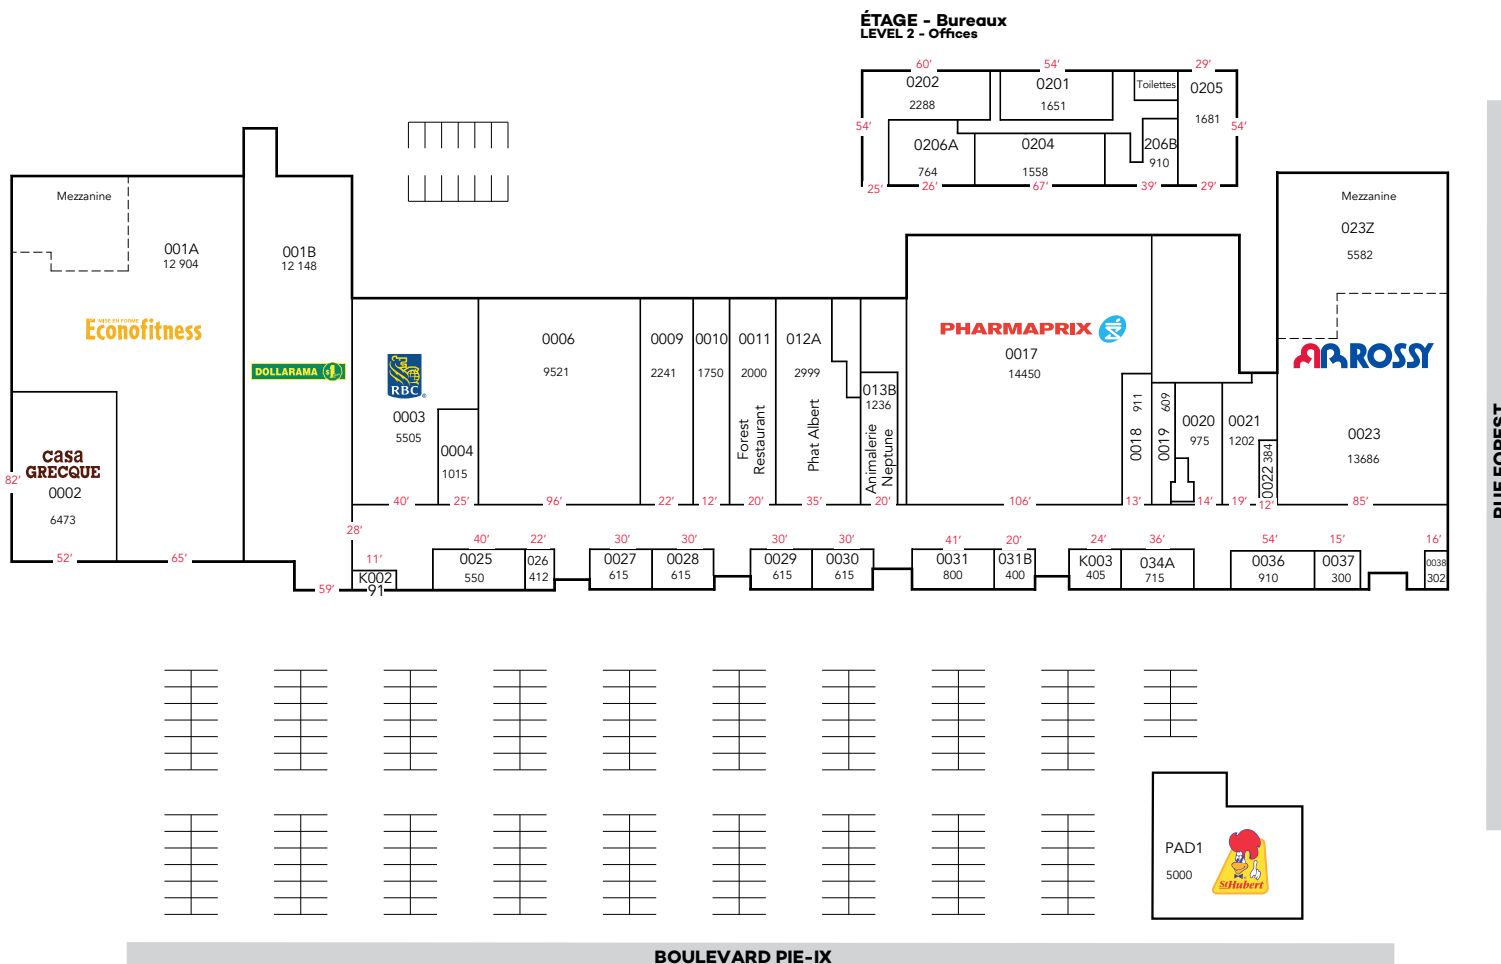 ÉTAGE - Bureaux
LEVEL 2 - Offices
60' 54' 29'
0202
2288
0201
1651
Toilettes
0205
1681
54' 54'
0206A
764
0204
1558
206B
910
25' 26' 67' 39' 29'
Mezzanine
001A
12 904
MISE EN FORME
Éconofitness
casa
GRECQUE
0002
6473
82'
52' 65'
001B
12 148
DOLLARAMA $1
59'
28'
RBC
0003
5505
0004
1015
0006
9521
0009
2241
0010
1750
0011
2000
Forest
Restaurant
012A
2999
Phat Albert
013B
1236
Animalerie
Neptune
PHARMAPRIX
0017
14450
0018 911
0019 609
0020
975
0021
1202
0022 384
Mezzanine
023Z
5582
ROSSY
0023
13686
40' 25' 96' 22' 12' 20' 35' 20' 106' 13' 14' 19' 12' 85'
11' 40' 22' 30' 30' 30' 30' 41' 20' 24' 36' 54' 15' 16'
K002
91
0025
550
026
412
0027
615
0028
615
0029
615
0030
615
0031
800
031B
400
K003
405
034A
715
0036
910
0037
300
0038
302
PAD1
5000
StHubert
RUE FOREST
BOULEVARD PIE-IX